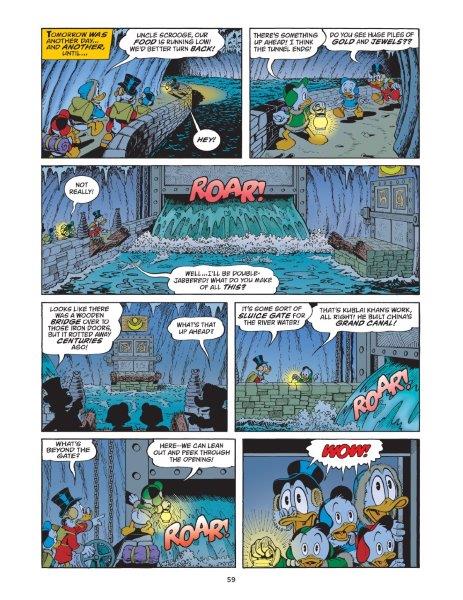 TOMORROW WAS
ANOTHER DAY...
AND ANOTHER,
UNTIL...
UNCLE SCROOGE, OUR
FOOD IS RUNNING LOW!
WE'D BETTER TURN BACK!
HEY!
THERE'S SOMETHING
UP AHEAD! I THINK
THE TUNNEL ENDS!
DO YOU SEE HUGE PILES OF
GOLD AND JEWELS??
NOT
REALLY!
ROAR!
WELL...I'LL BE DOUBLE-
JABBERED! WHAT DO YOU MAKE
OF ALL THIS?
LOOKS LIKE THERE
WAS A WOODEN
BRIDGE OVER TO
THOSE IRON DOORS,
BUT IT ROTTED AWAY
CENTURIES
AGO!
WHAT'S THAT
UP AHEAD?
IT'S SOME SORT OF
SLUICE GATE FOR
THE RIVER WATER!
THAT'S KUBLAI KHAN'S WORK,
ALL RIGHT! HE BUILT CHINA'S
GRAND CANAL!
ROAR!
WHAT'S
BEYOND THE
GATE?
HERE--WE CAN LEAN
OUT AND PEEK THROUGH
THE OPENING!
ROAR!
WOW!
59